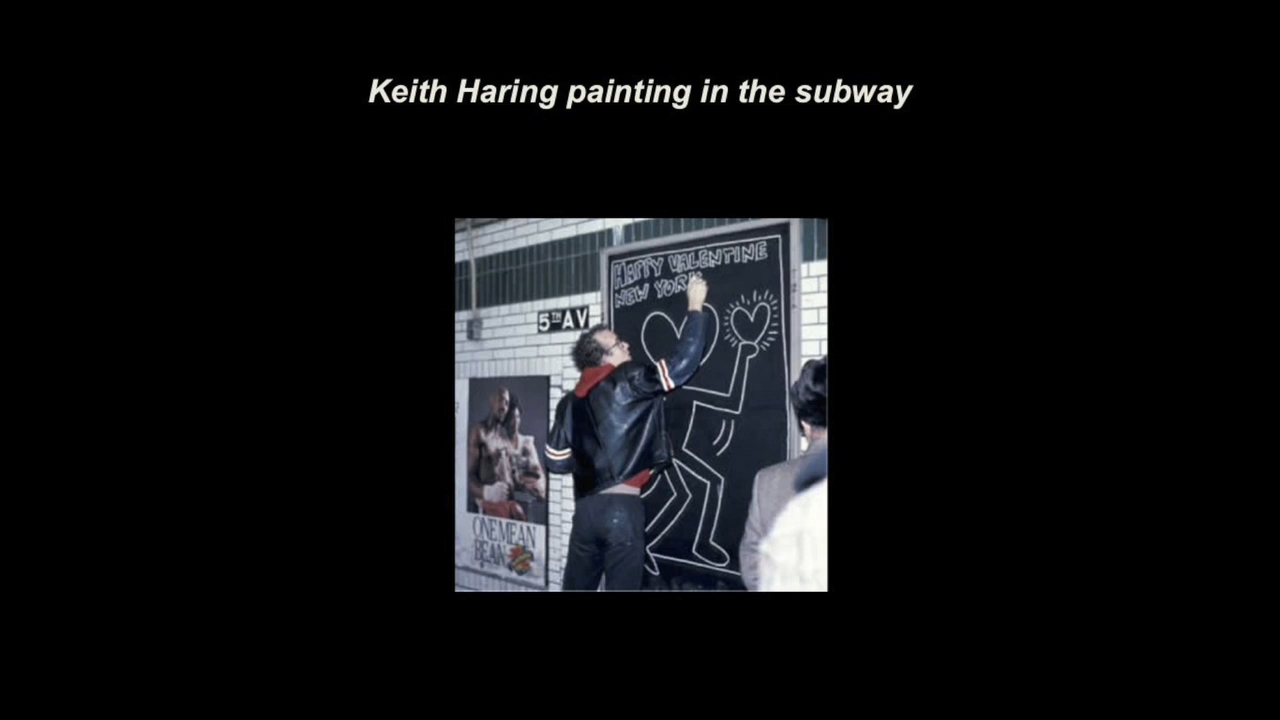 Keith Haring painting in the subway
HAPPY VALENTINE
NEW YORK
5TH AV
ONE MEAN
BEAN